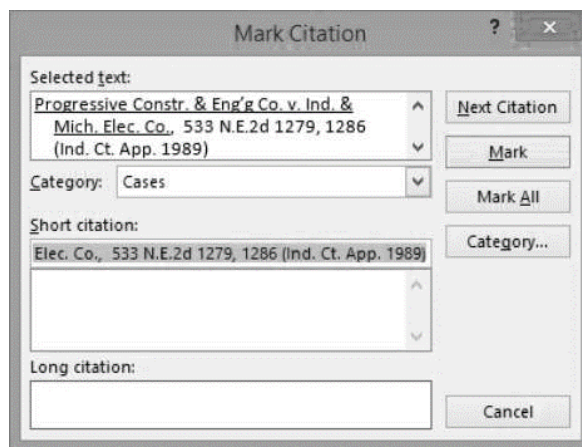 Mark Citation
?
×
Selected text:
Progressive Constr. & Eng'g Co. v. Ind. &
Mich. Elec. Co., 533 N.E.2d 1279, 1286
(Ind. Ct. App. 1989)
Next Citation
Mark
Category: Cases
Mark All
Short citation:
Category...
Elec. Co., 533 N.E.2d 1279, 1286 (Ind. Ct. App. 1989)
Long citation:
Cancel